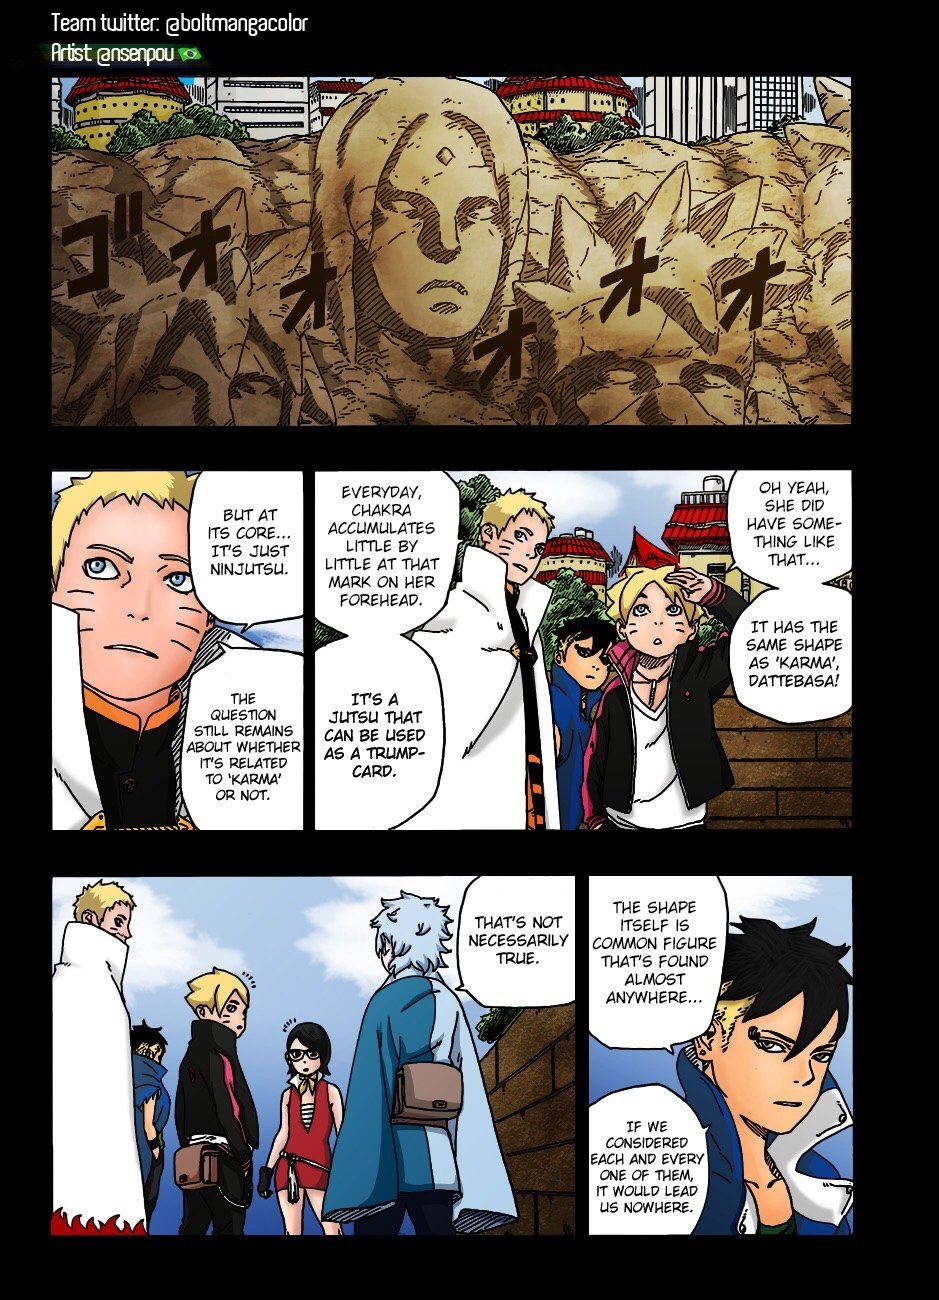 Team twitter: @boltmangacolor
Artist @nsenpou
ゴオオオオオ
OH YEAH,
SHE DID
HAVE SOME-
THING LIKE
THAT...
IT HAS THE
SAME SHAPE
AS 'KARMA',
DATTEBASA!
EVERYDAY,
CHAKRA
ACCUMULATES
LITTLE BY
LITTLE AT THAT
MARK ON HER
FOREHEAD.
IT'S A
JUTSU THAT
CAN BE USED
AS A TRUMP-
CARD.
BUT AT
ITS CORE...
IT'S JUST
NINJUTSU.
THE
QUESTION
STILL REMAINS
ABOUT WHETHER
IT'S RELATED
TO 'KARMA'
OR NOT.
THE SHAPE
ITSELF IS
COMMON FIGURE
THAT'S FOUND
ALMOST
ANYWHERE...
IF WE
CONSIDERED
EACH AND EVERY
ONE OF THEM,
IT WOULD LEAD
US NOWHERE.
THAT'S NOT
NECESSARILY
TRUE.